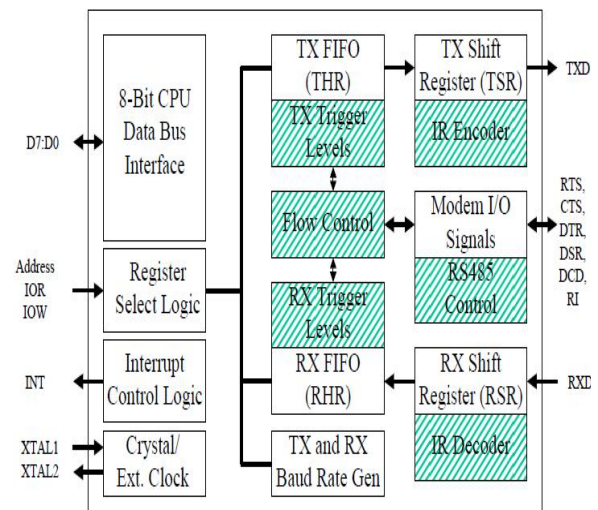 8-Bit CPU
Data Bus
Interface
D7:D0
Address
IOR
IOW
Register
Select Logic
INT
Interrupt
Control Logic
XTAL1
XTAL2
Crystal/
Ext. Clock
TX FIFO
(THR)
TX Trigger
Levels
Flow Control
RX Trigger
Levels
RX FIFO
(RHR)
TX and RX
Baud Rate Gen
TX Shift
Register (TSR)
IR Encoder
Modem I/O
Signals
RS485
Control
RX Shift
Register (RSR)
IR Decoder
TXD
RTS,
CTS,
DTR,
DSR,
DCD,
RI
RXD